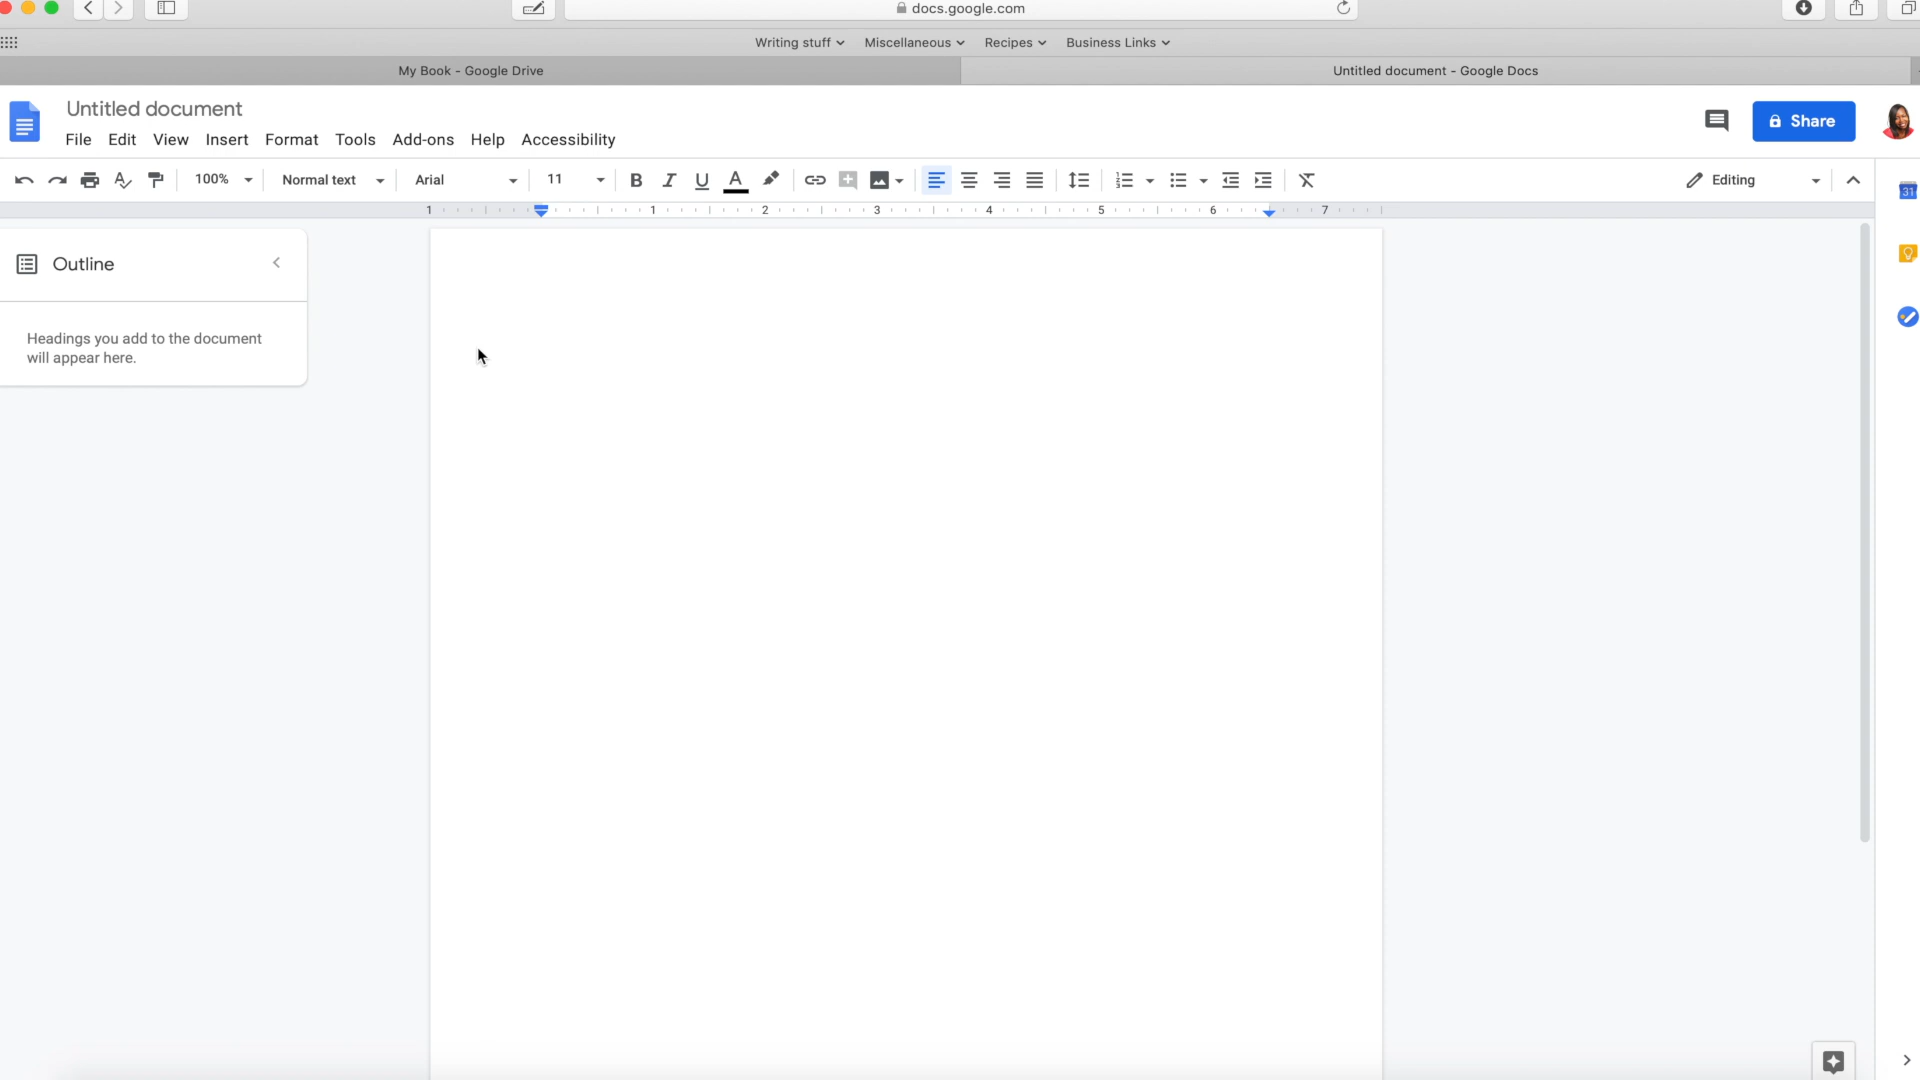 docs.google.com
Writing stuff Miscellaneous Recipes Business Links
My Book - Google Drive Untitled document - Google Docs
Untitled document
File Edit View Insert Format Tools Add-ons Help Accessibility
Share
100% Normal text Arial 11 B I U A Editing
1 1 2 3 4 5 6 7
31
Outline
Headings you add to the document
will appear here.